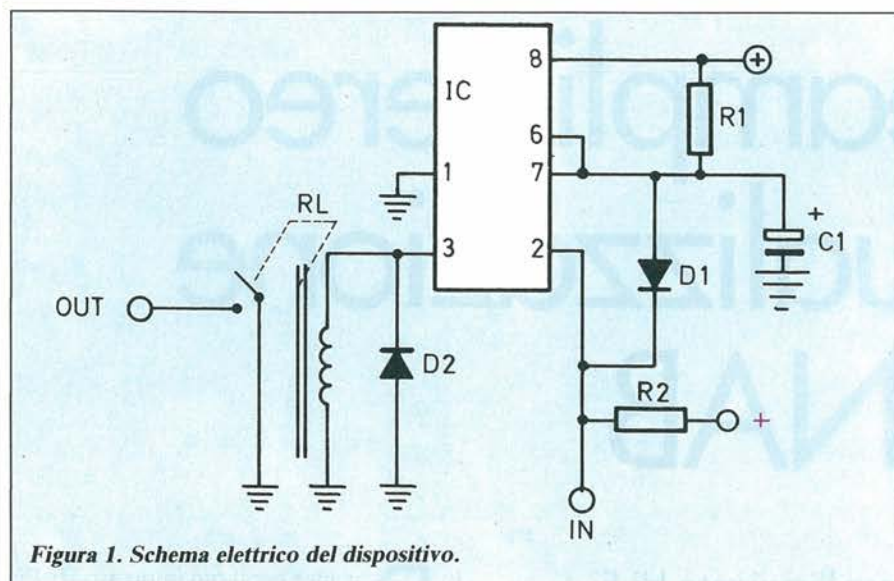 8
+
IC
R1
6
1
7
RL
+
C1
3
2
D1
OUT
D2
R2
+
IN
Figura 1. Schema elettrico del dispositivo.